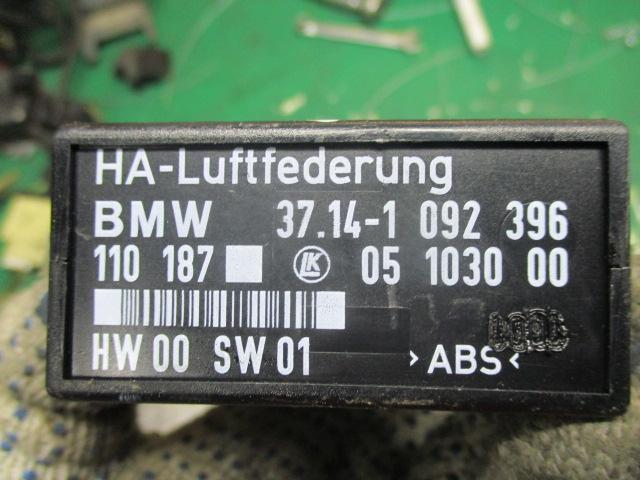 HA-Luftfederung
BMW 37.14-1 092 396
110 187 LK 05 1030 00
HW 00 SW 01 >ABS<